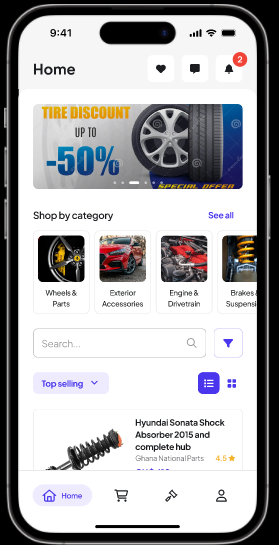 9:41
Home
2
TIRE DISCOUNT
UP TO
-50%
SPECIAL OFFER
Shop by category
See all
Wheels &
Parts
Exterior
Accessories
Engine &
Drivetrain
Brakes &
Suspensi
Search...
Top selling
Hyundai Sonata Shock
Absorber 2015 and
complete hub
Ghana National Parts
4.5
Home